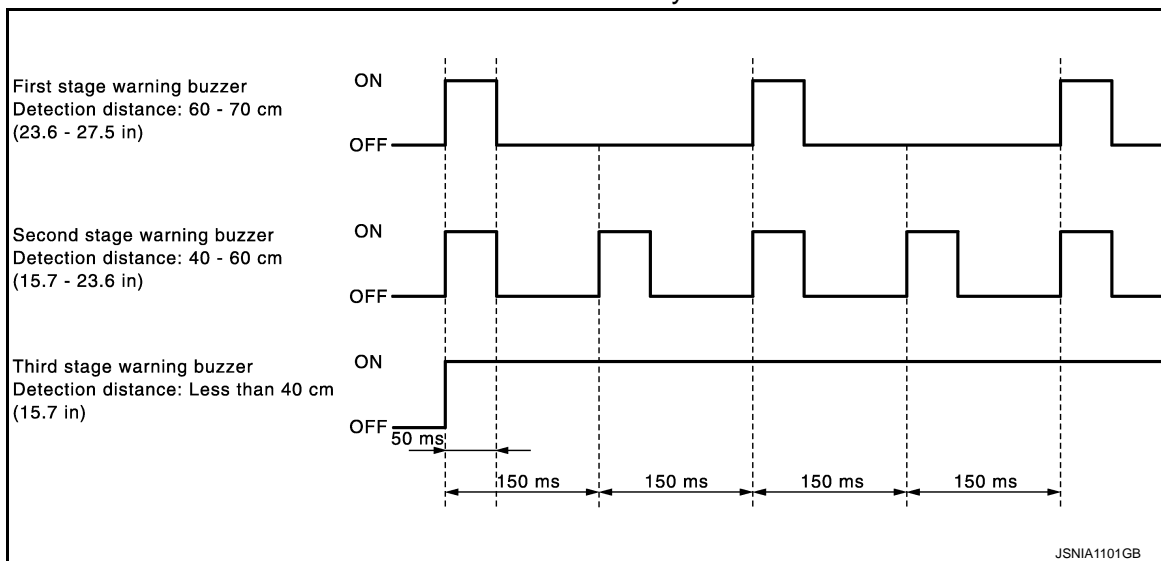 First stage warning buzzer
Detection distance: 60 - 70 cm
(23.6 - 27.5 in)
ON
OFF
Second stage warning buzzer
Detection distance: 40 - 60 cm
(15.7 - 23.6 in)
ON
OFF
Third stage warning buzzer
Detection distance: Less than 40 cm
(15.7 in)
ON
OFF
50 ms
150 ms 150 ms 150 ms 150 ms
JSNIA1101GB